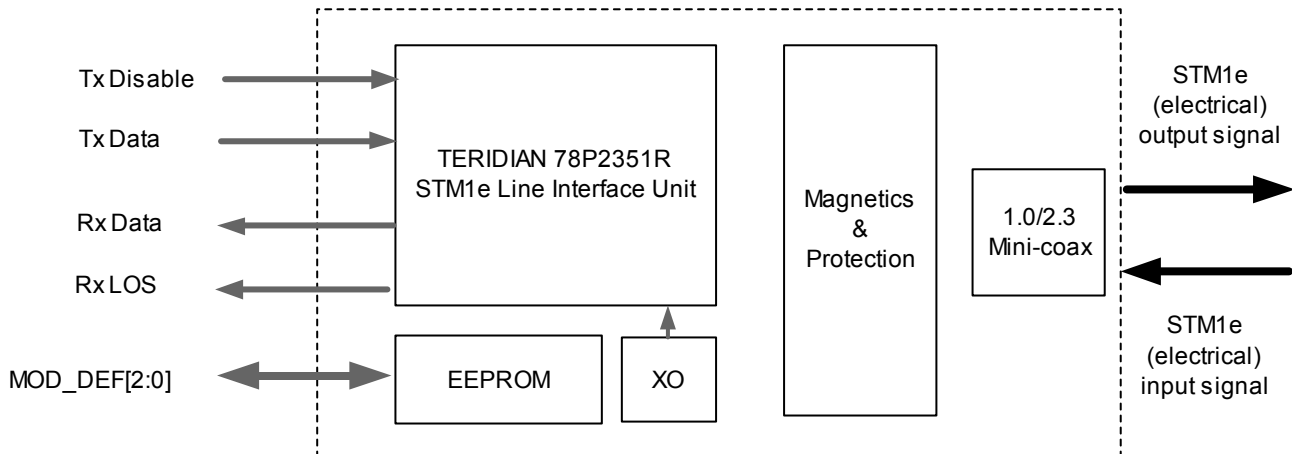 Tx Disable
Tx Data
Rx Data
Rx LOS
MOD_DEF[2:0]
TERIDIAN 78P2351R
STM1e Line Interface Unit
EEPROM
XO
Magnetics
&
Protection
1.0/2.3
Mini-coax
STM1e
(electrical)
output signal
STM1e
(electrical)
input signal